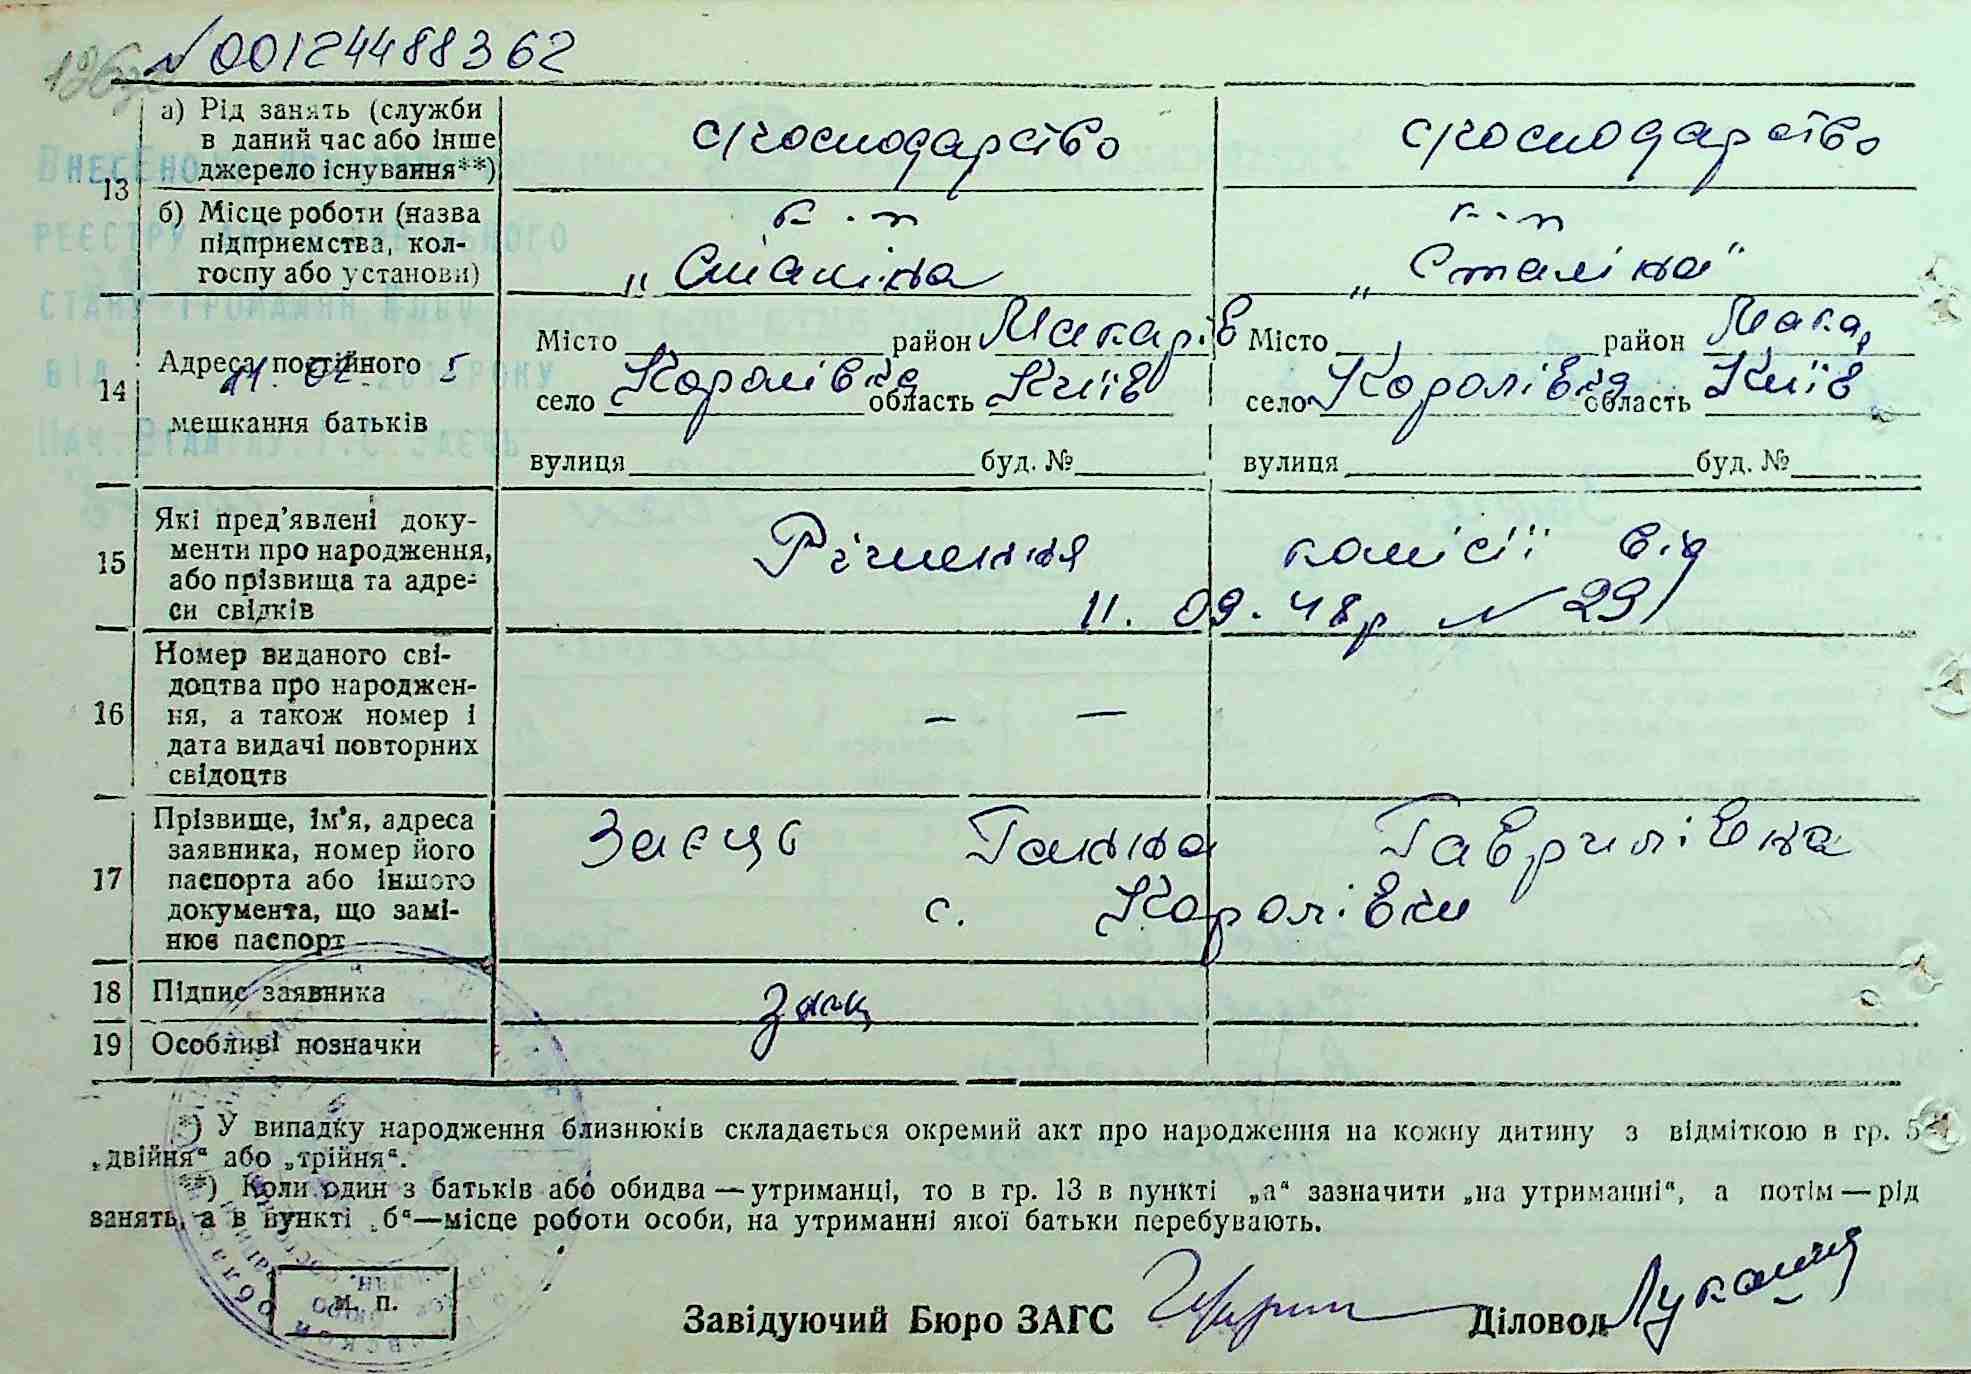 №00124488362
а) Рід занять (служби в даний час або інше джерело існування**)
с/господарство с/господарство
13
б) Місце роботи (назва підприємства, колгоспу або установи)
к-п к-п
„Сталіна „Сталіна"
14
Адреса постійного мешкання батьків
Місто район Макарів Місто район Мака
село Королівка область Київ село Королівка область Київ
вулиця буд. № вулиця буд. №
15
Які пред'явлені документи про народження, або прізвища та адреси свідків
Рішення комісії від
11. 09. 48р № 29
16
Номер виданого свідоцтва про народження, а також номер і дата видачі повторних свідоцтв
— —
17
Прізвище, ім'я, адреса заявника, номер його паспорта або іншого документа, що замінює паспорт
Заєць Ганна Гаврилівна
с. Королівки
18 Підпис заявника Заєц
19 Особливі позначки
*) У випадку народження близнюків складається окремий акт про народження на кожну дитину з відміткою в гр. 5
„двійня“ або „трійня“.
**) Коли один з батьків або обидва — утриманці, то в гр. 13 в пункті „а“ зазначити „на утриманні“, а потім — рід
занять, а в пункті „б“ — місце роботи особи, на утриманні якої батьки перебувають.
м. п.
Завідуючий Бюро ЗАГС Діловод